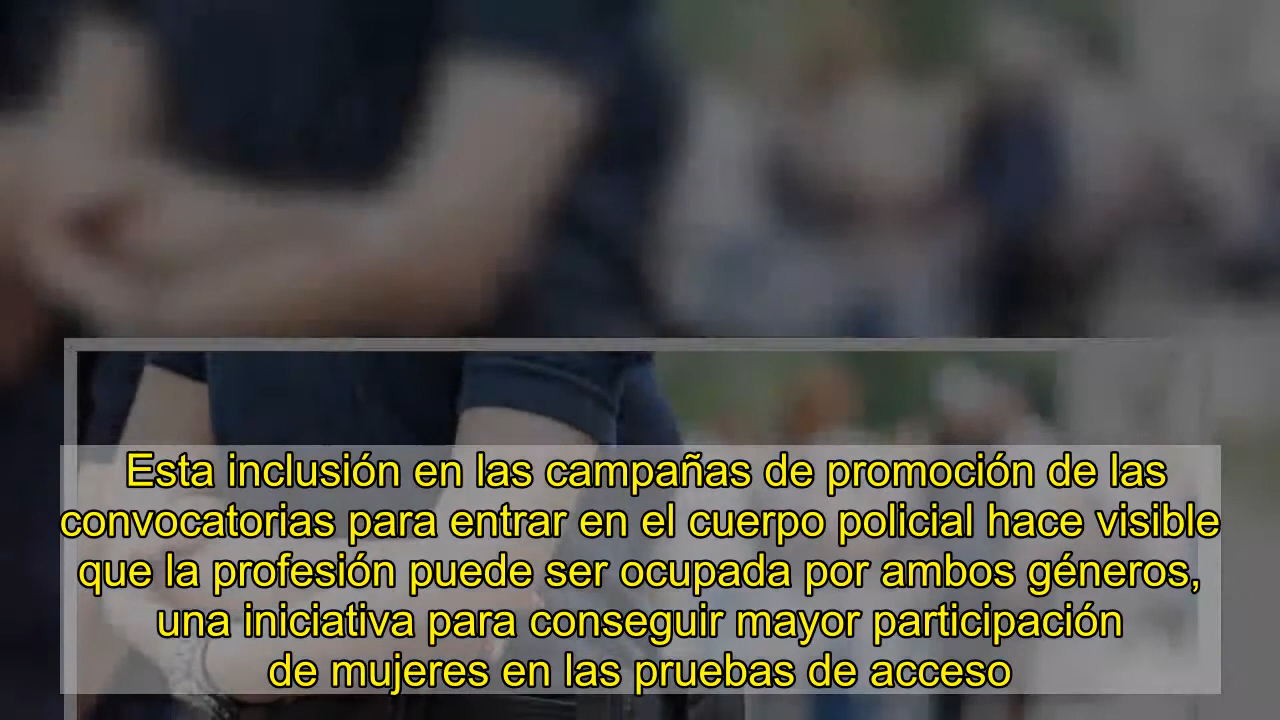 Esta inclusión en las campañas de promoción de las
convocatorias para entrar en el cuerpo policial hace visible
que la profesión puede ser ocupada por ambos géneros,
una iniciativa para conseguir mayor participación
de mujeres en las pruebas de acceso